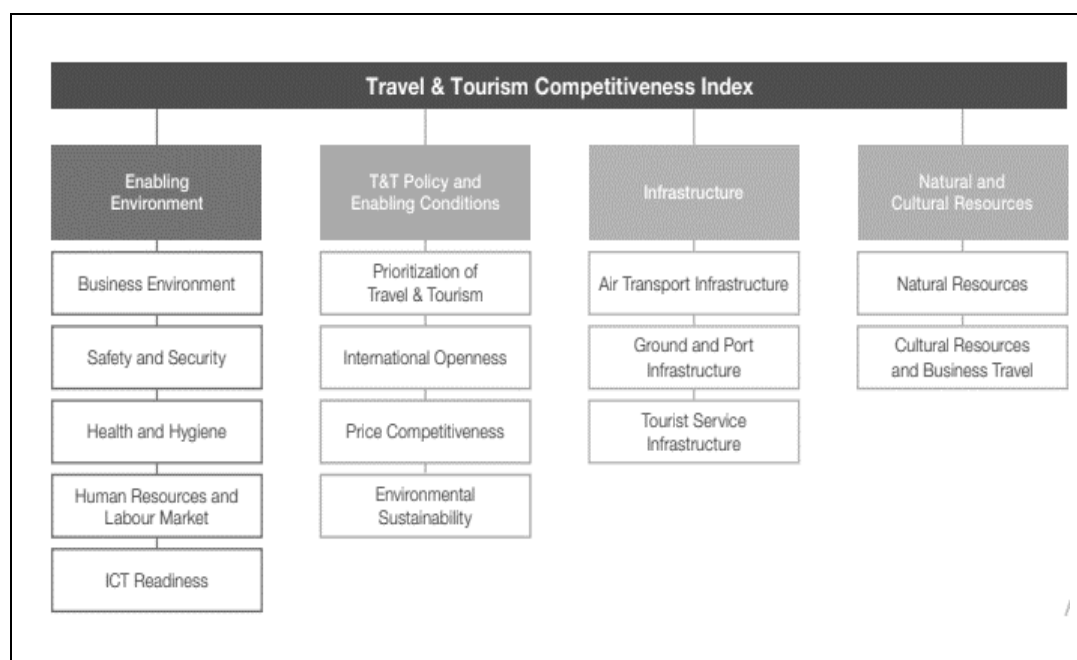 Travel & Tourism Competitiveness Index
Enabling
Environment
Business Environment
Safety and Security
Health and Hygiene
Human Resources and
Labour Market
ICT Readiness
T&T Policy and
Enabling Conditions
Prioritization of
Travel & Tourism
International Openness
Price Competitiveness
Environmental
Sustainability
Infrastructure
Air Transport Infrastructure
Ground and Port
Infrastructure
Tourist Service
Infrastructure
Natural and
Cultural Resources
Natural Resources
Cultural Resources
and Business Travel